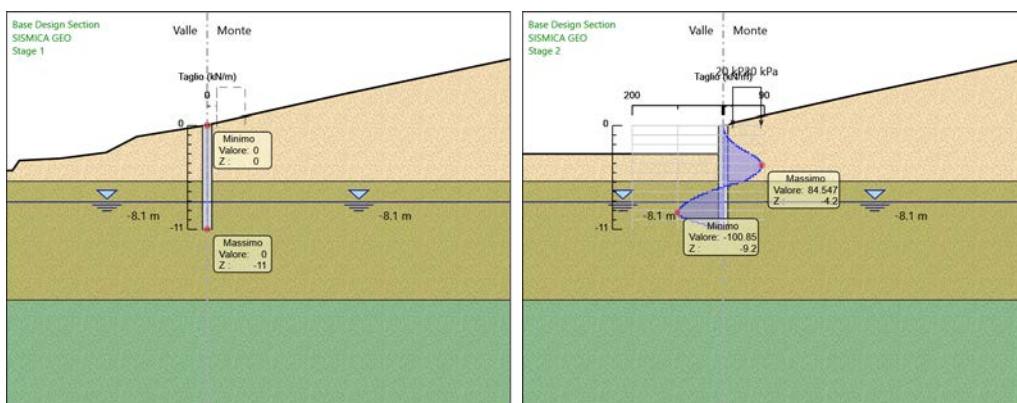 Base Design Section
SISMICA GEO
Stage 1
Valle Monte
Taglio (kN/m)
0
0
Minimo
Valore: 0
Z : 0
-8.1 m
-8.1 m
-11
Massimo
Valore: 0
Z : -11
Base Design Section
SISMICA GEO
Stage 2
Valle Monte
Taglio (kN/m)
200
90
0
Massimo
Valore: 84.547
Z : -4.2
-8.1 m
-8.1 m
-11
Minimo
Valore: -100.85
Z : -9.2